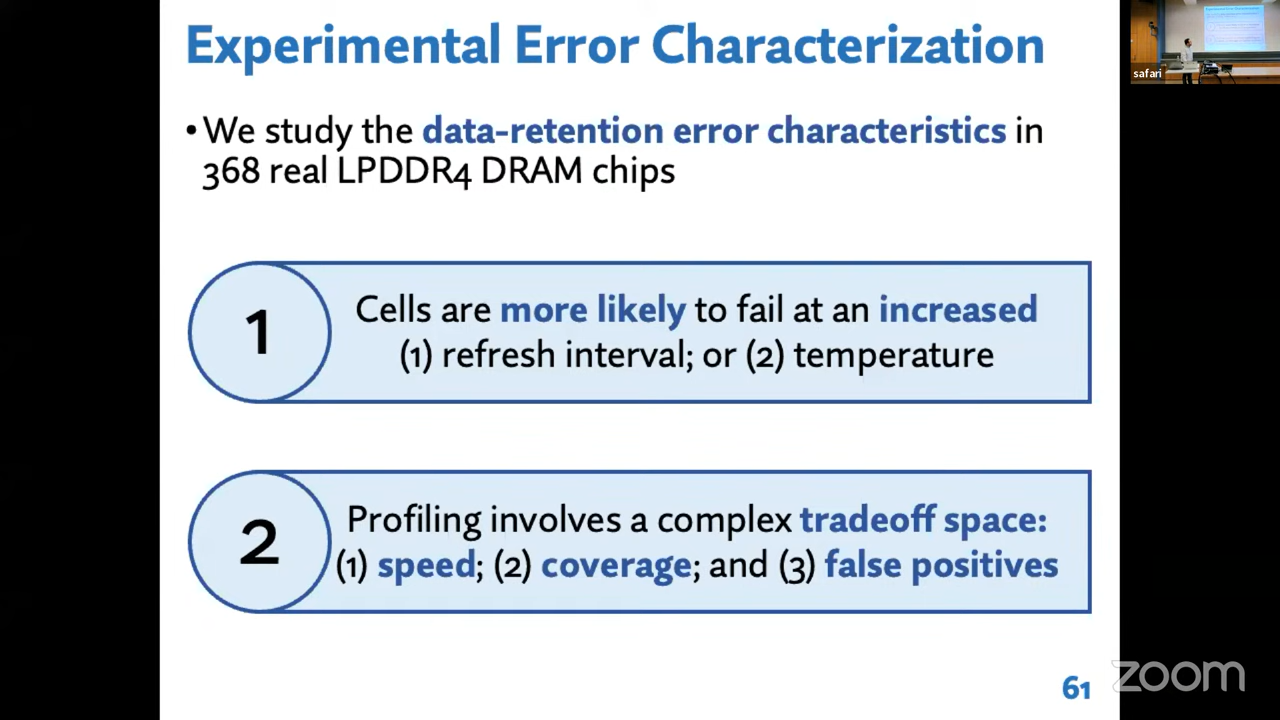 Experimental Error Characterization
safari
• We study the data-retention error characteristics in
368 real LPDDR4 DRAM chips
1
Cells are more likely to fail at an increased
(1) refresh interval; or (2) temperature
2
Profiling involves a complex tradeoff space:
(1) speed; (2) coverage; and (3) false positives
61
zoom